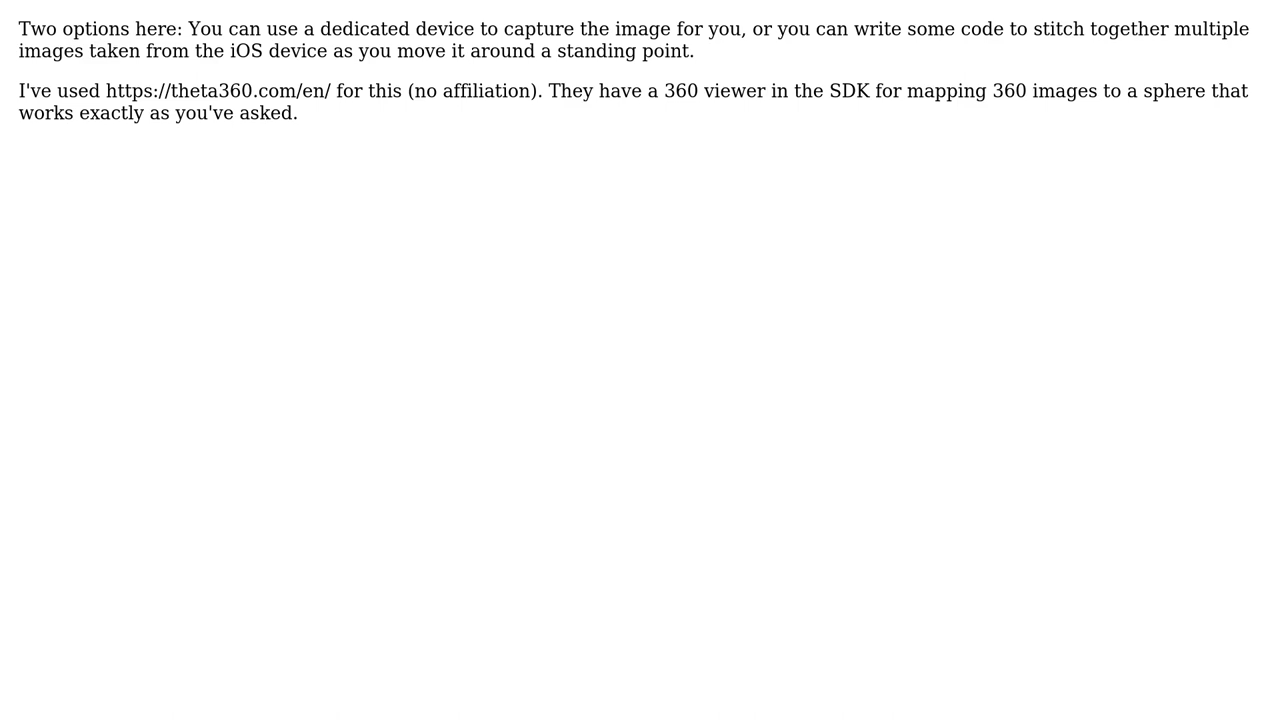 Two options here: You can use a dedicated device to capture the image for you, or you can write some code to stitch together multiple
images taken from the iOS device as you move it around a standing point.
I've used https://theta360.com/en/ for this (no affiliation). They have a 360 viewer in the SDK for mapping 360 images to a sphere that
works exactly as you've asked.